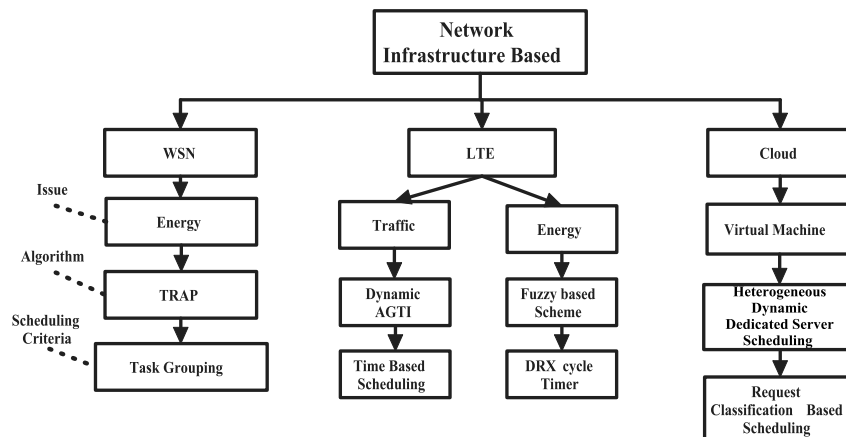 Network
Infrastructure Based
WSN
LTE
Cloud
Issue
Energy
Traffic
Energy
Virtual Machine
Algorithm
TRAP
Dynamic
AGTI
Fuzzy based
Scheme
Heterogeneous
Dynamic
Dedicated Server
Scheduling
Scheduling
Criteria
Task Grouping
Time Based
Scheduling
DRX cycle
Timer
Request
Classification Based
Scheduling